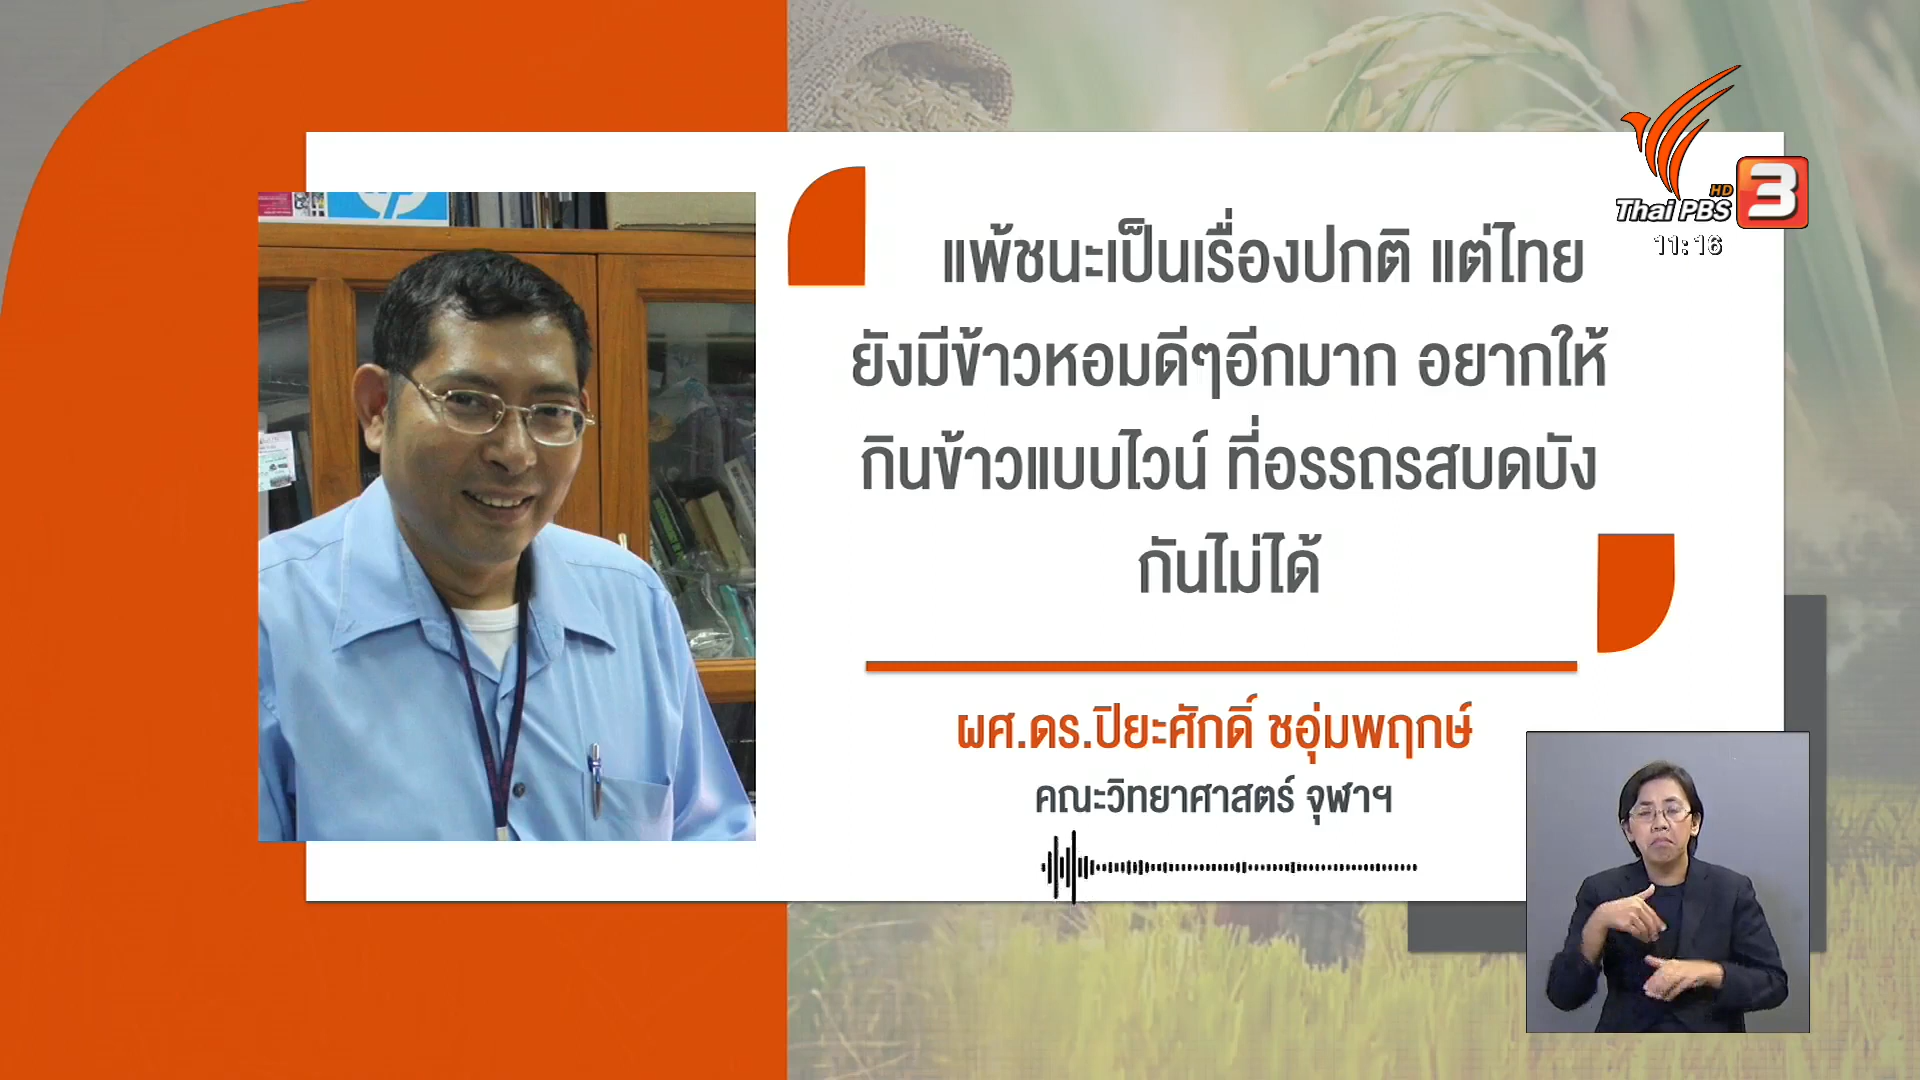 แพ้ชนะเป็นเรื่องปกติ แต่ไทย
ยังมีข้าวหอมดีๆอีกมาก อยากให้
กินข้าวแบบไวน์ ที่อรรถรสบดบัง
กันไม่ได้
ผศ.ดร.ปิยะศักดิ์ ชอุ่มพฤกษ์
คณะวิทยาศาสตร์ จุฬาฯ
Thai PBS HD 3
11:16
hp